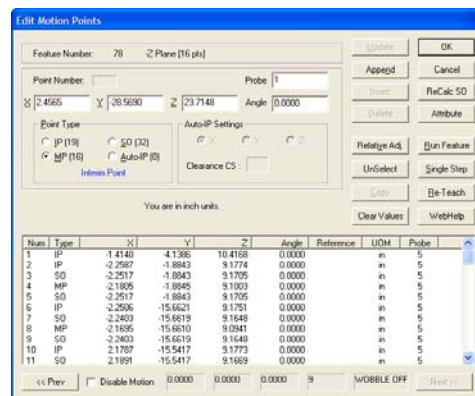 Edit Motion Points
Feature Number: 78 -Z Plane [16 pts]
Update OK
Append Cancel
Insert ReCalc SO
Delete Attribute
Point Number: Probe 1
X 2.4565 Y -28.5690 Z 23.7148 Angle 0.0000
Point Type
IP (19) SO (32)
MP (16) Auto-IP (0)
Interim Point
Auto-IP Settings
X Y Z
Clearance CS :
Relative Adj. Run Feature
UnSelect Single Step
Copy Re-Teach
Clear Values WebHelp
You are in inch units.
Num Type X Y Z Angle Reference UOM Probe
1 IP -1.4140 -4.1386 10.4168 0.0000 in 5
2 IP -2.2587 -1.8843 9.1774 0.0000 in 5
3 SO -2.2517 -1.8843 9.1705 0.0000 in 5
4 MP -2.1805 -1.8845 9.1003 0.0000 in 5
5 SO -2.2517 -1.8843 9.1705 0.0000 in 5
6 IP -2.2506 -15.6621 9.1751 0.0000 in 5
7 SO -2.2403 -15.6619 9.1648 0.0000 in 5
8 MP -2.1695 -15.6610 9.0941 0.0000 in 5
9 SO -2.2403 -15.6619 9.1648 0.0000 in 5
10 IP 2.1787 -15.5417 9.1773 0.0000 in 5
11 SO 2.1891 -15.5417 9.1669 0.0000 in 5
<< Prev Disable Motion 0.0000 0.0000 0.0000 9 WOBBLE OFF Next >>